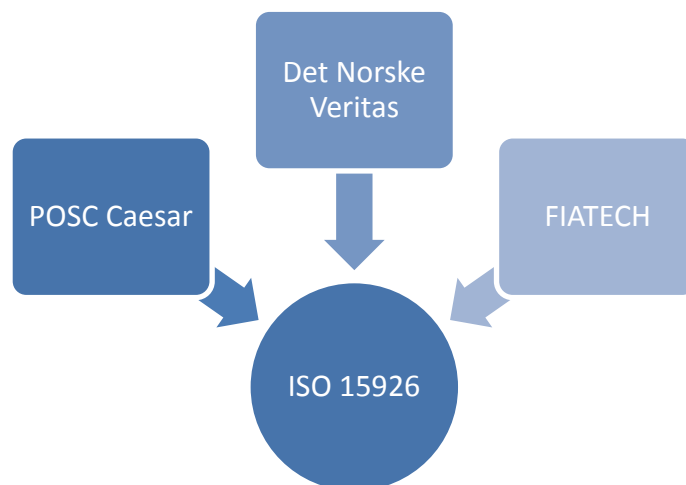 Det Norske
Veritas
POSC Caesar
FIATECH
ISO 15926